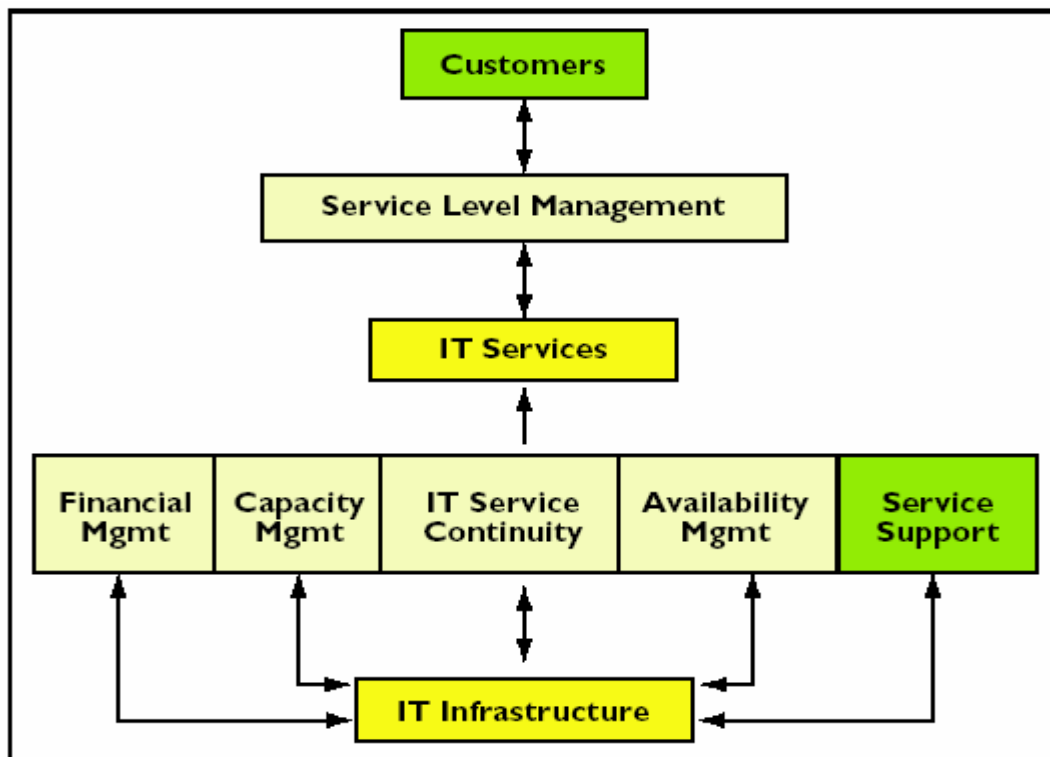 Customers
Service Level Management
IT Services
Financial
Mgmt
Capacity
Mgmt
IT Service
Continuity
Availability
Mgmt
Service
Support
IT Infrastructure